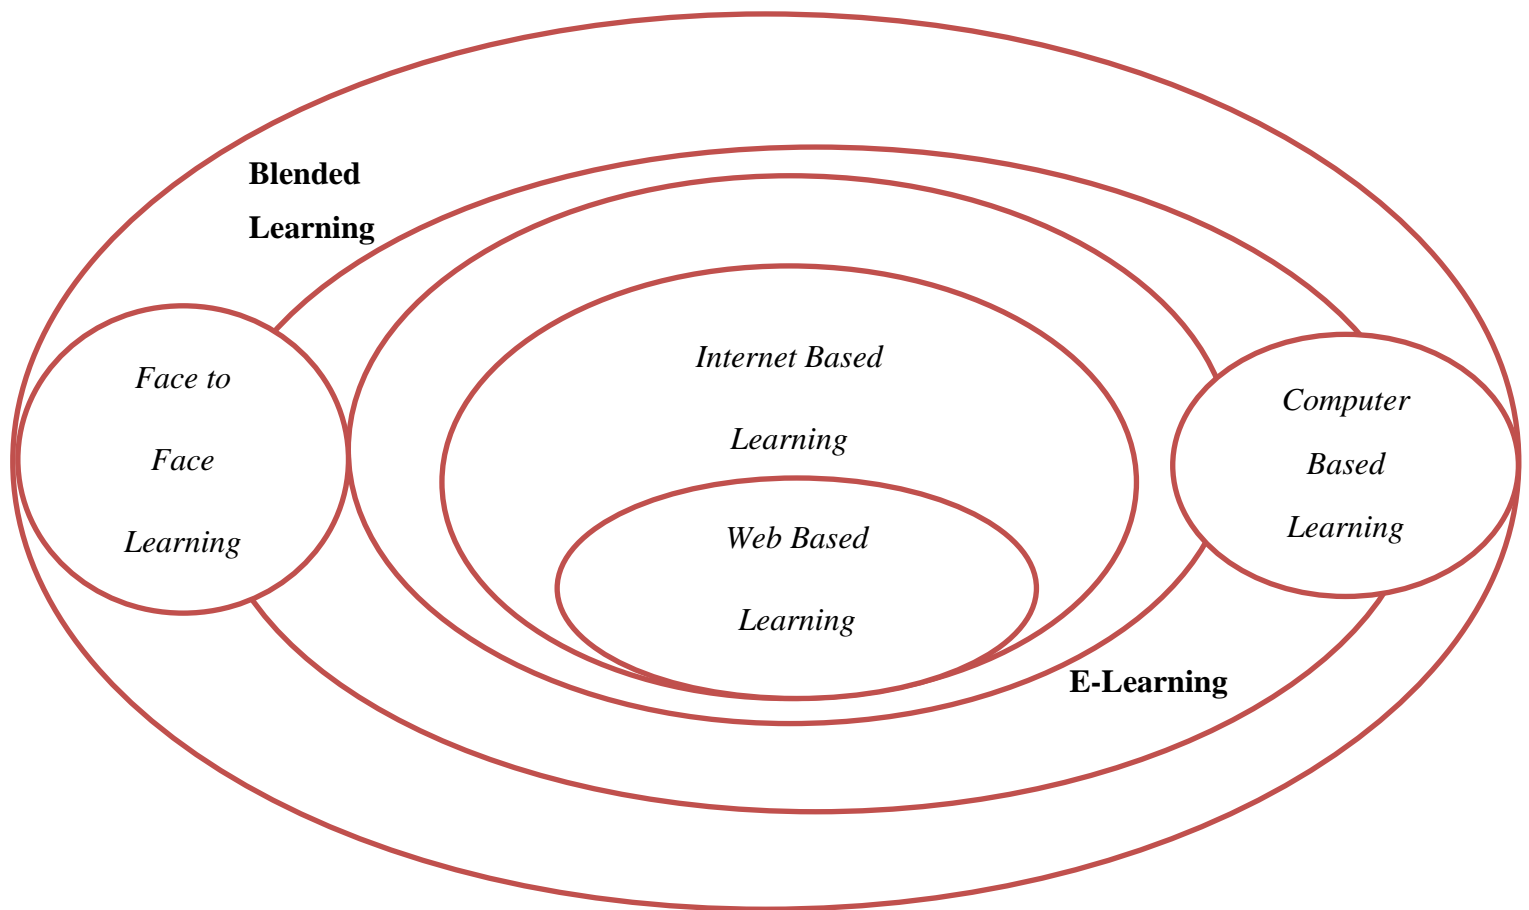 Blended
Learning
Face to
Face
Learning
Internet Based
Learning
Web Based
Learning
Computer
Based
Learning
E-Learning